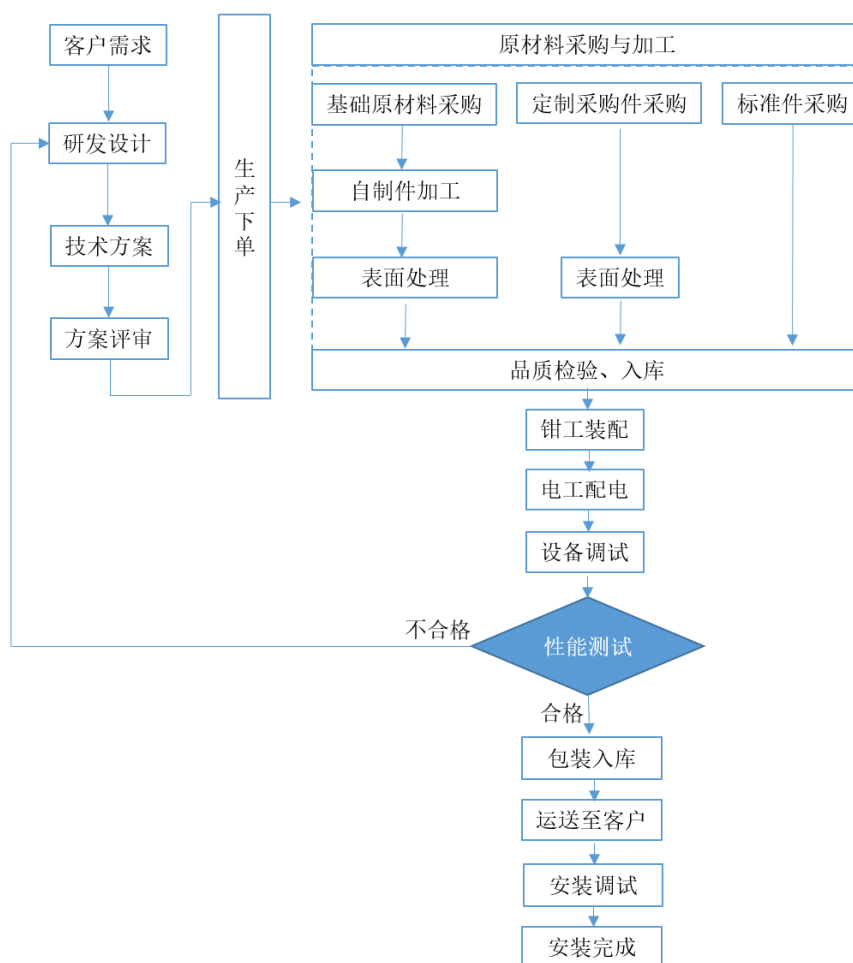 客户需求
研发设计
技术方案
方案评审
生产下单
原材料采购与加工
基础原材料采购
定制采购件采购
标准件采购
自制件加工
表面处理
表面处理
品质检验、入库
钳工装配
电工配电
设备调试
性能测试
不合格
合格
包装入库
运送至客户
安装调试
安装完成